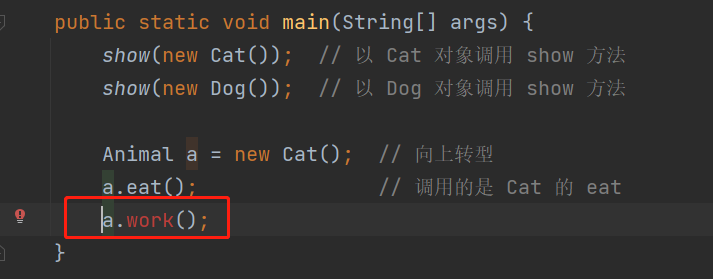 public static void main(String[] args) {
show(new Cat());  // 以 Cat 对象调用 show 方法
show(new Dog());  // 以 Dog 对象调用 show 方法
Animal a = new Cat();  // 向上转型
a.eat();               // 调用的是 Cat 的 eat
a.work();
}